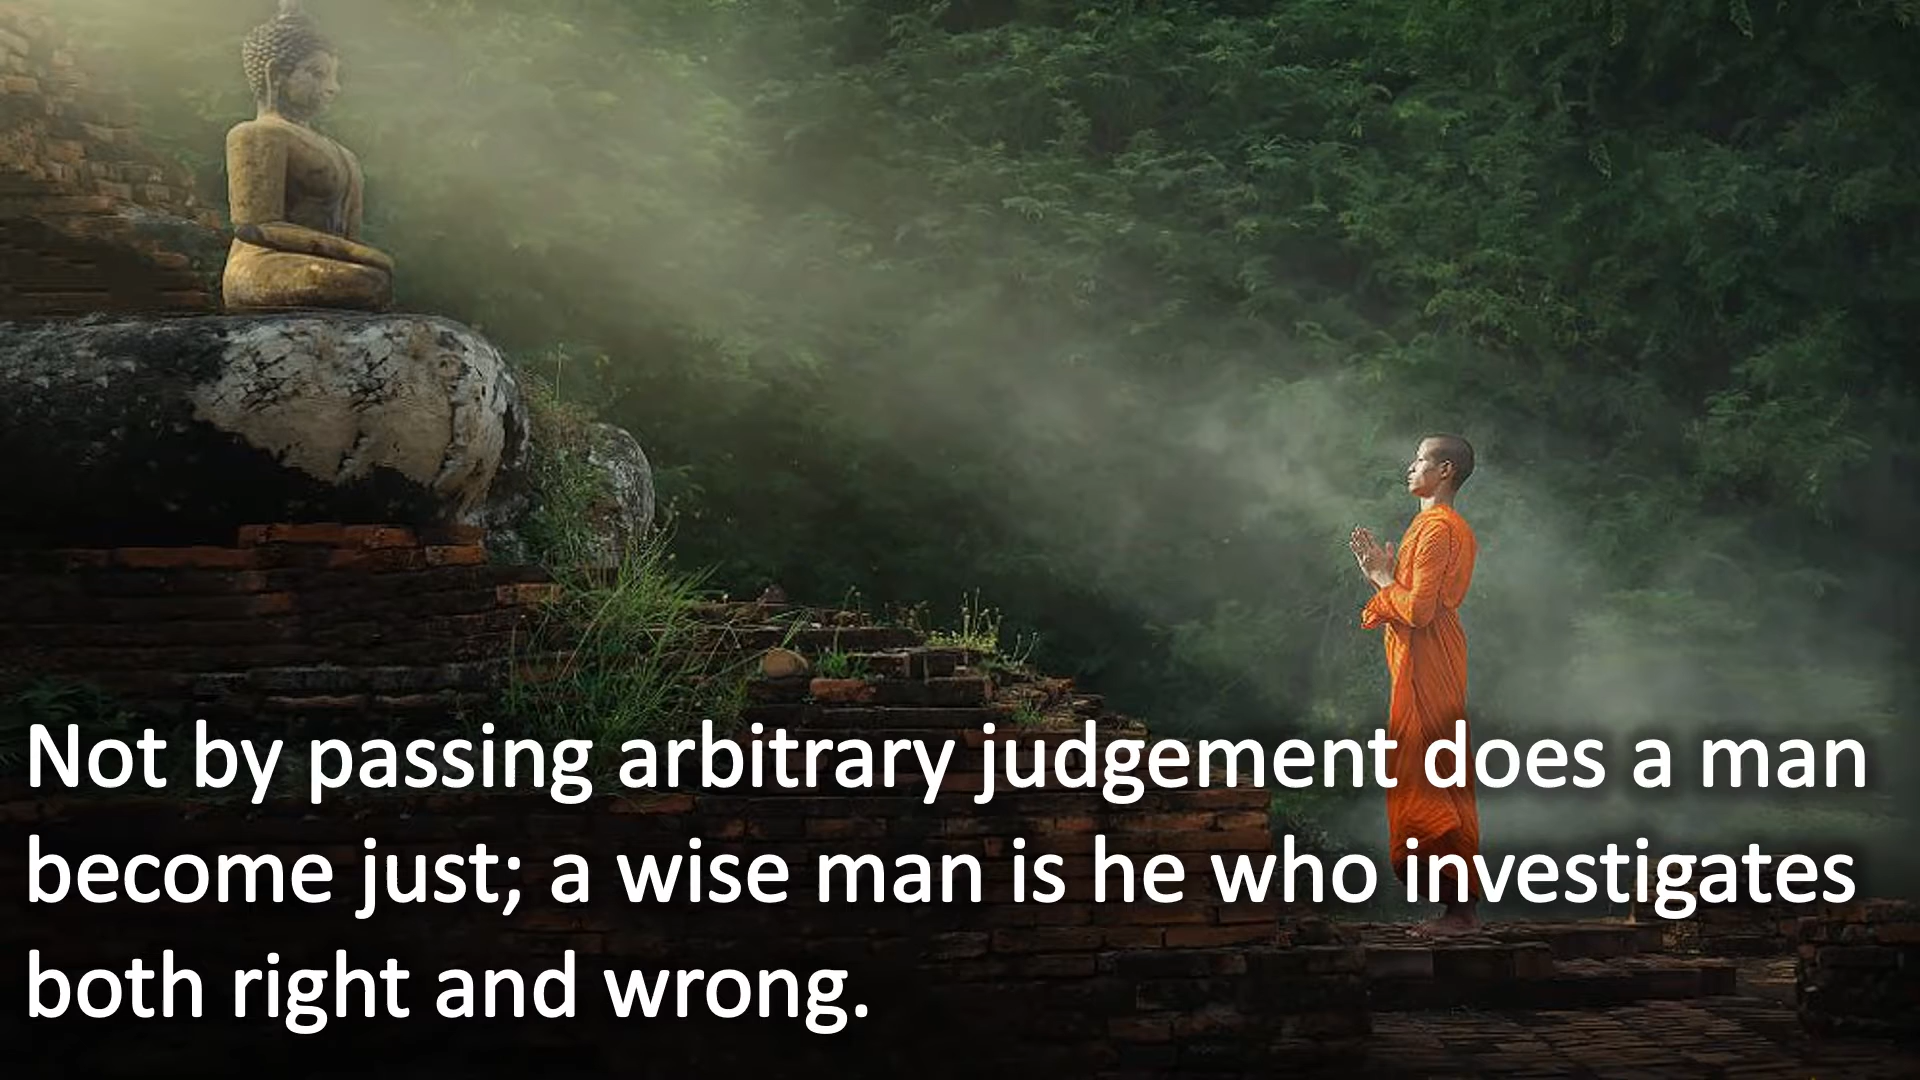 Not by passing arbitrary judgement does a man
become just; a wise man is he who investigates
both right and wrong.